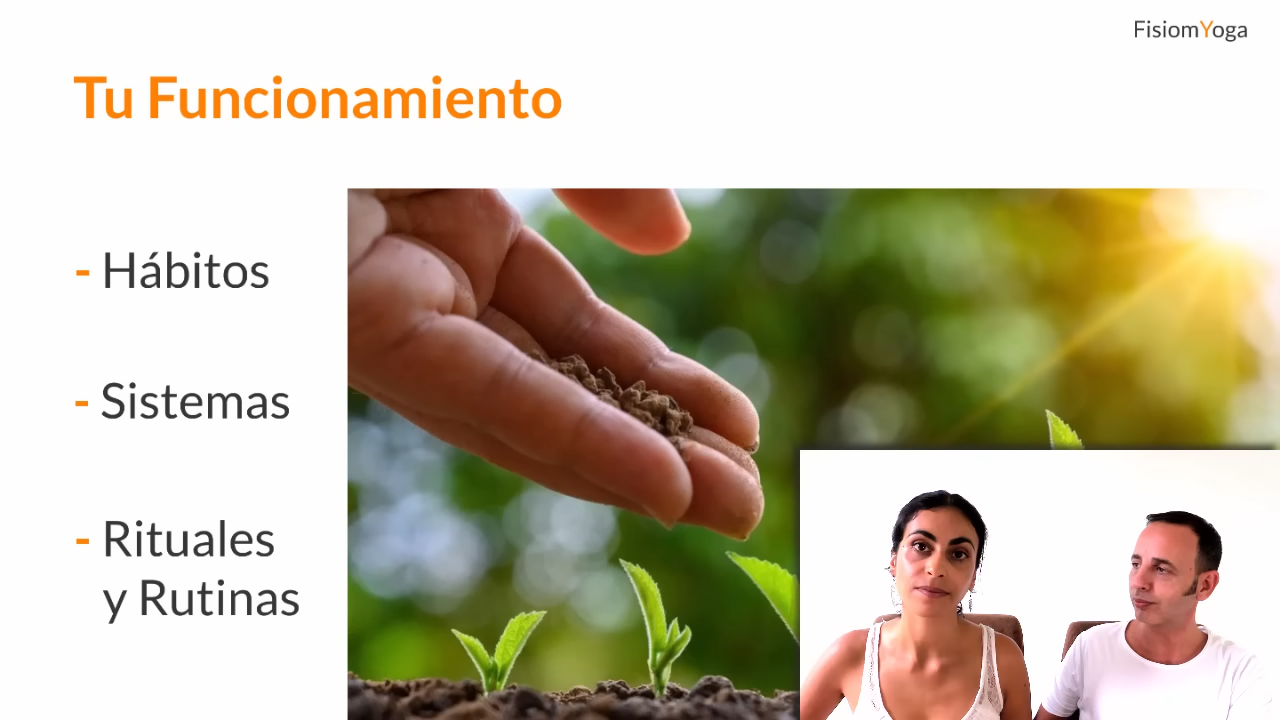 FisiomYoga
Tu Funcionamiento
- Hábitos
- Sistemas
- Rituales
y Rutinas